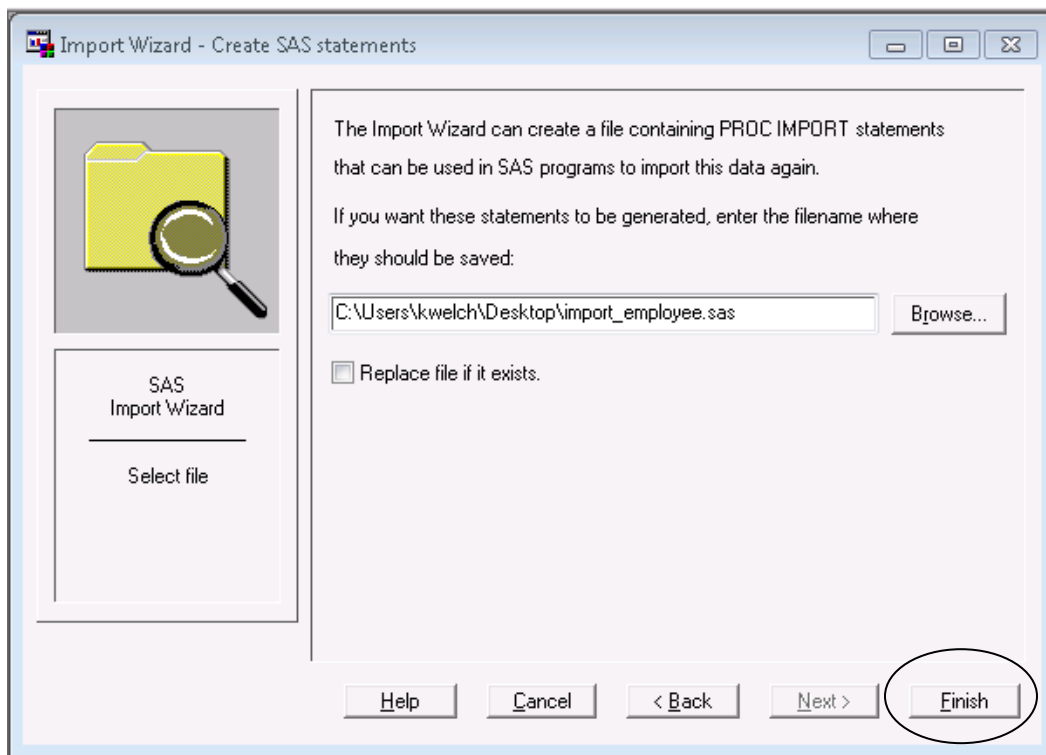 Import Wizard - Create SAS statements
The Import Wizard can create a file containing PROC IMPORT statements
that can be used in SAS programs to import this data again.
If you want these statements to be generated, enter the filename where
they should be saved:
C:\Users\kwelch\Desktop\import_employee.sas
Browse...
Replace file if it exists.
SAS
Import Wizard
Select file
Help
Cancel
< Back
Next >
Finish